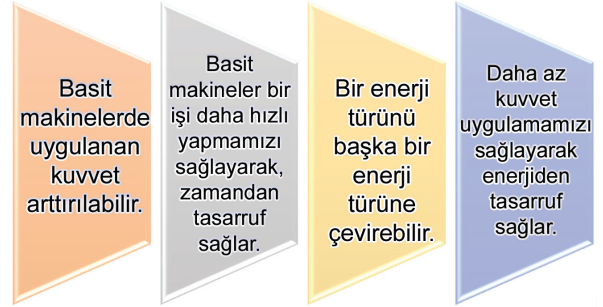 Basit
makinelerde
uygulanan
kuvvet
arttırılabilir.
Basit
makineler bir
işi daha hızlı
yapmamızı
sağlayarak,
zamandan
tasarruf
sağlar.
Bir enerji
türünü
başka bir
enerji
türüne
çevirebilir.
Daha az
kuvvet
uygulamamızı
sağlayarak
enerjiden
tasarruf
sağlar.